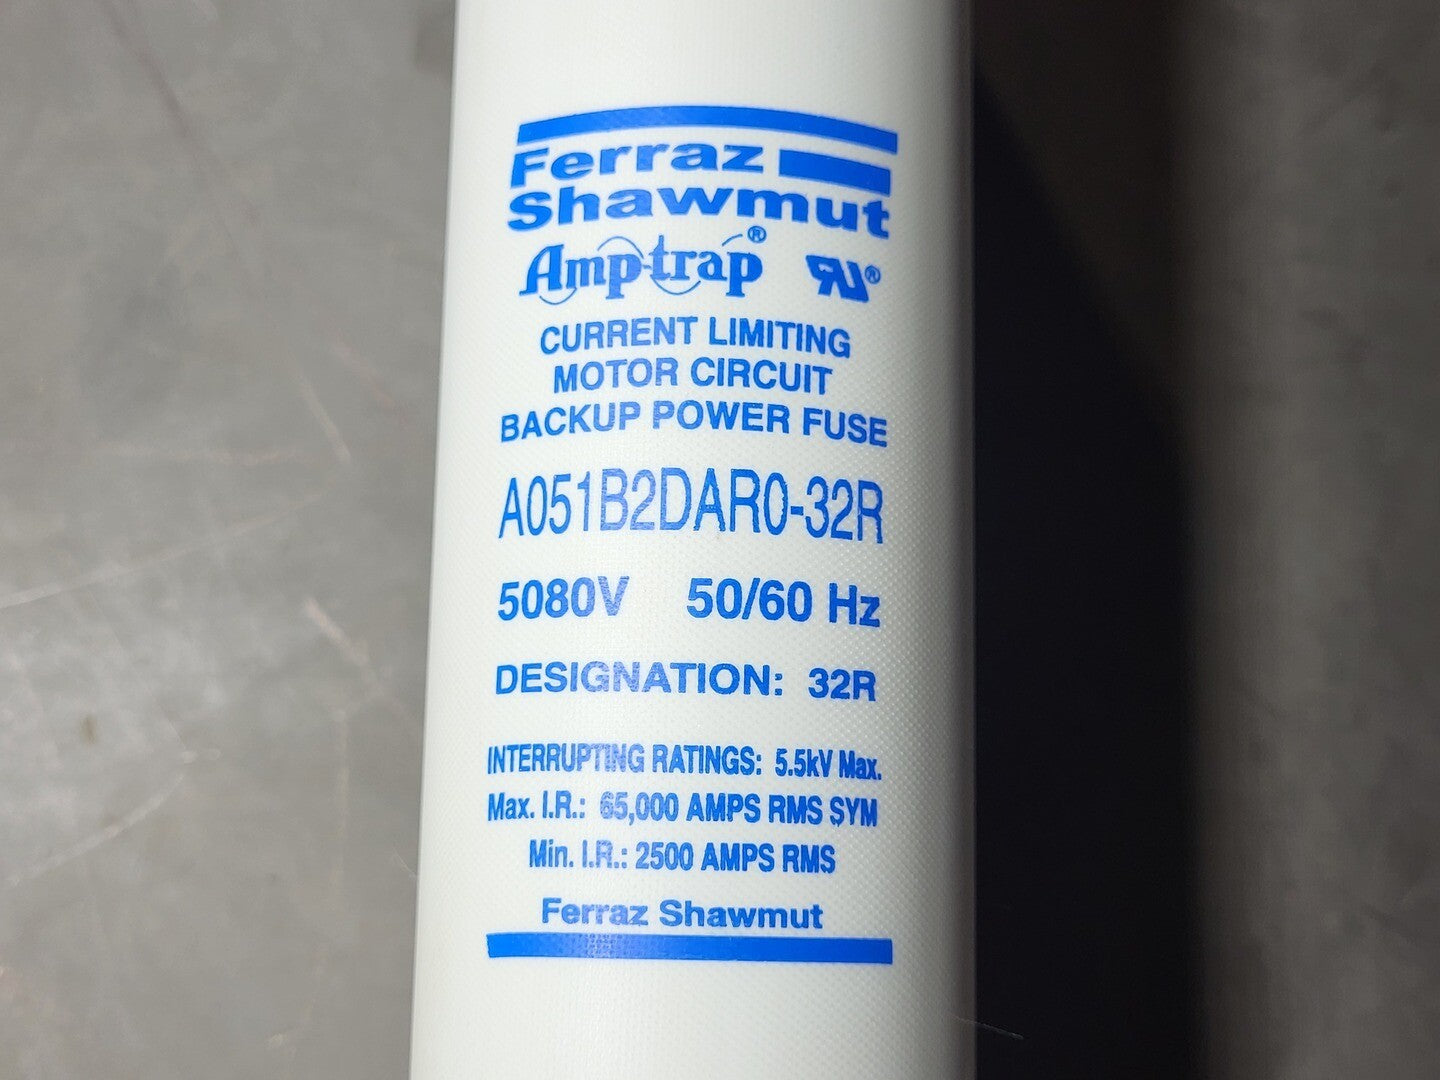 Ferraz
Shawmut
Amp-trap® RU®
CURRENT LIMITING
MOTOR CIRCUIT
BACKUP POWER FUSE
A051B2DAR0-32R
5080V 50/60 Hz
DESIGNATION: 32R
INTERRUPTING RATINGS: 5.5kV Max.
Max. I.R.: 65,000 AMPS RMS SYM
Min. I.R.: 2500 AMPS RMS
Ferraz Shawmut